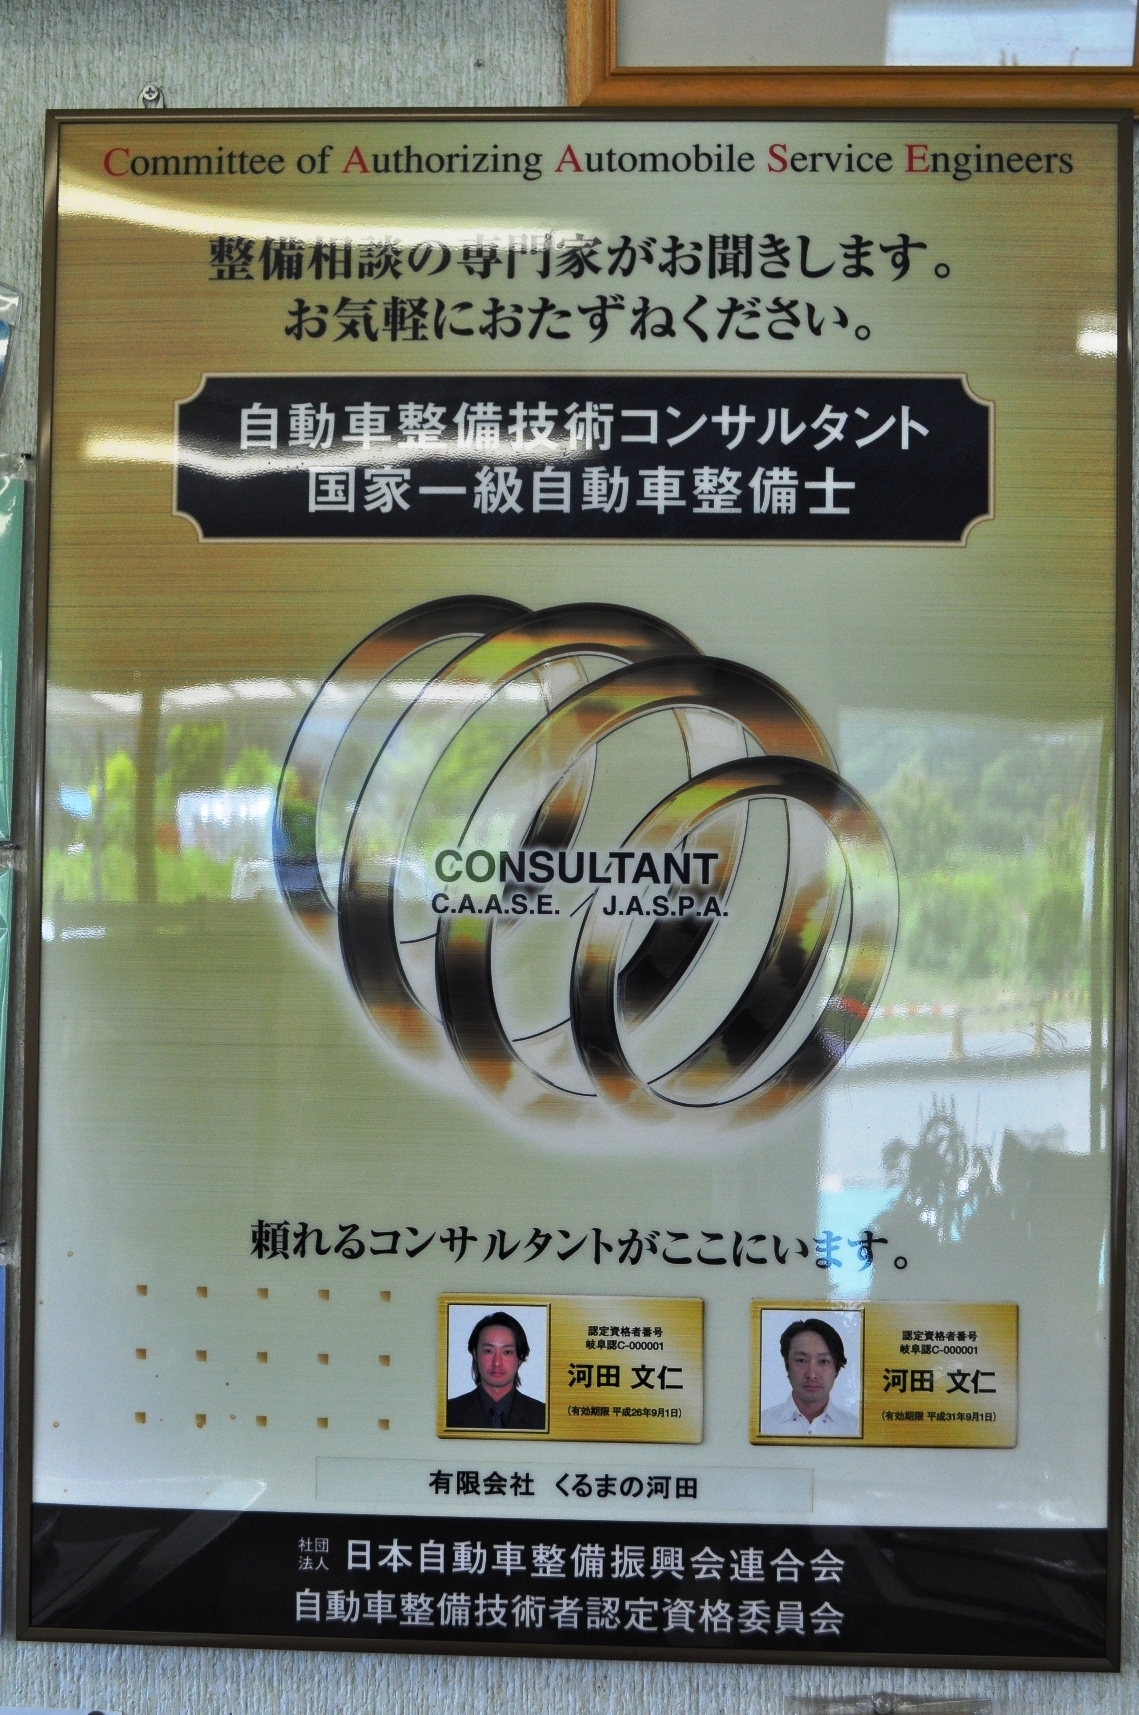 Committee of Authorizing Automobile Service Engineers
整備相談の専門家がお聞きします。
お気軽におたずねください。
自動車整備技術コンサルタント
国家一級自動車整備士
CONSULTANT
C.A.A.S.E. / J.A.S.P.A.
頼れるコンサルタントがここにいます。
認定資格者番号
岐阜認C-000001
河田 文仁
(有効期限 平成26年9月1日)
認定資格者番号
岐阜認C-000001
河田 文仁
(有効期限 平成31年9月1日)
有限会社 くるまの河田
社団法人 日本自動車整備振興会連合会
自動車整備技術者認定資格委員会